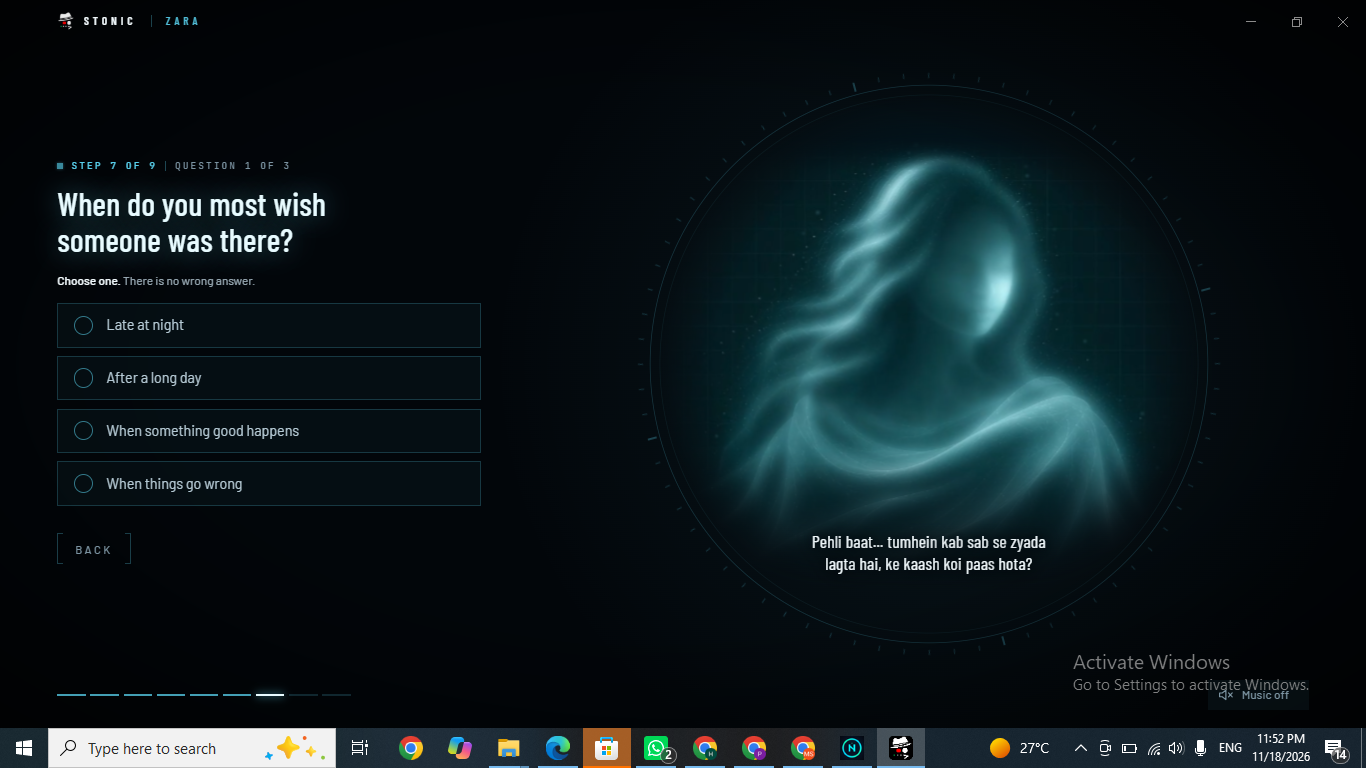 STONIC | ZARA
STEP 7 OF 9 | QUESTION 1 OF 3
When do you most wish
someone was there?
Choose one. There is no wrong answer.
Late at night
After a long day
When something good happens
When things go wrong
BACK
Pehli baat... tumhein kab sab se zyada
lagta hai, ke kaash koi paas hota?
Activate Windows
Go to Settings to activate Windows.
Music off
Type here to search
2
H
P
MS
N
27°C
ENG
11:52 PM
11/18/2026
14